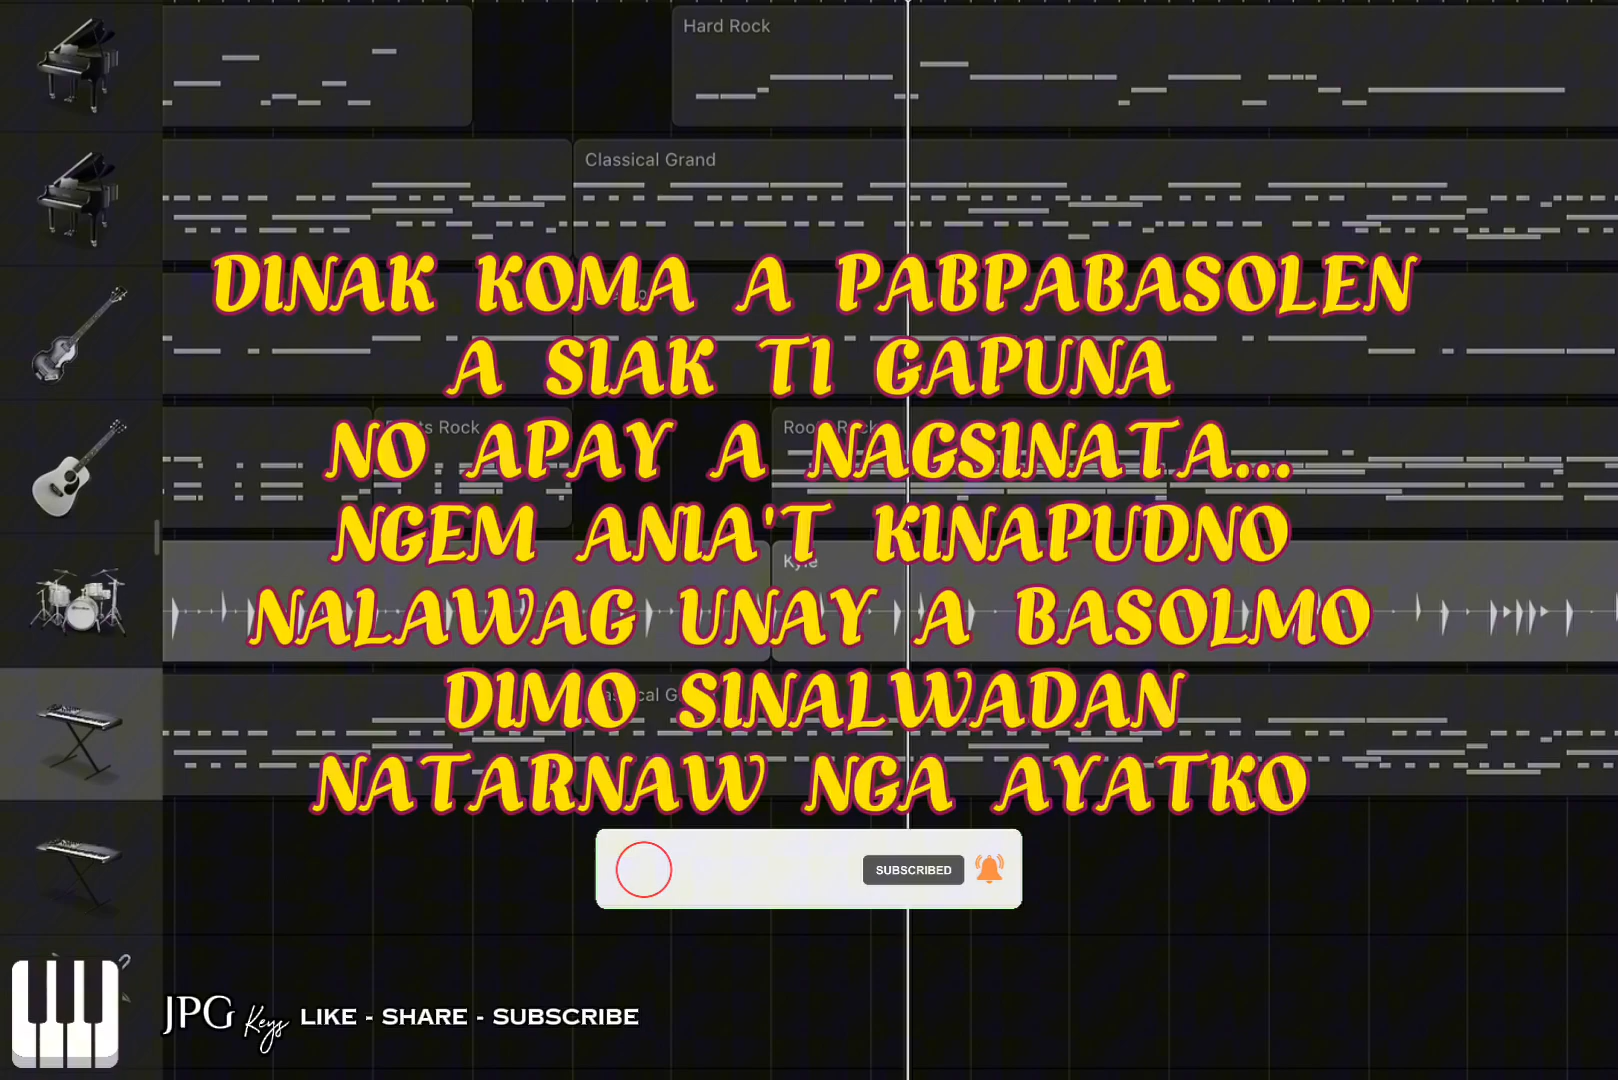 Hard Rock
Classical Grand
DINAK KOMA A PABPABASOLEN
A SIAK TI GAPUNA
NO APAY A NAGSINATA...
NGEM ANIA'T KINAPUDNO
Kyle
NALAWAG UNAY A BASOLMO
DIMO SINALWADAN
NATARNAW NGA AYATKO
SUBSCRIBED
JPG Keys LIKE - SHARE - SUBSCRIBE